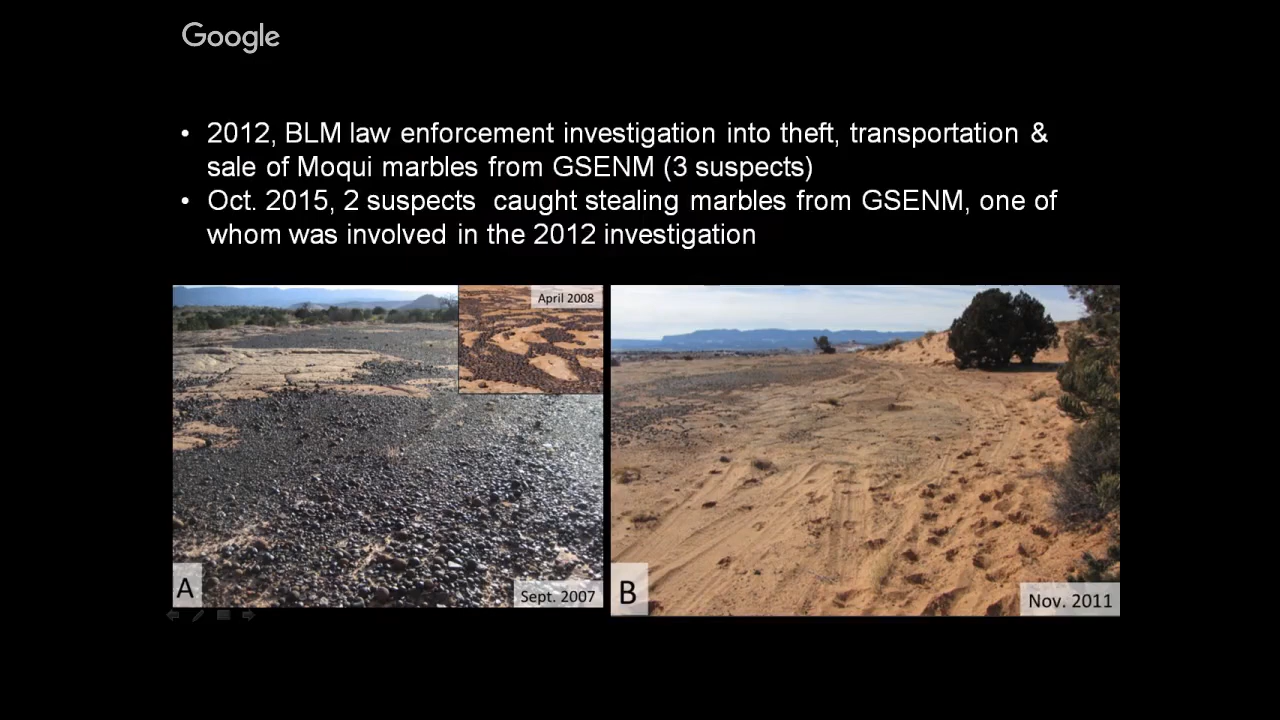 Google
• 2012, BLM law enforcement investigation into theft, transportation &
sale of Moqui marbles from GSENM (3 suspects)
• Oct. 2015, 2 suspects caught stealing marbles from GSENM, one of
whom was involved in the 2012 investigation
April 2008
A
Sept. 2007
B
Nov. 2011